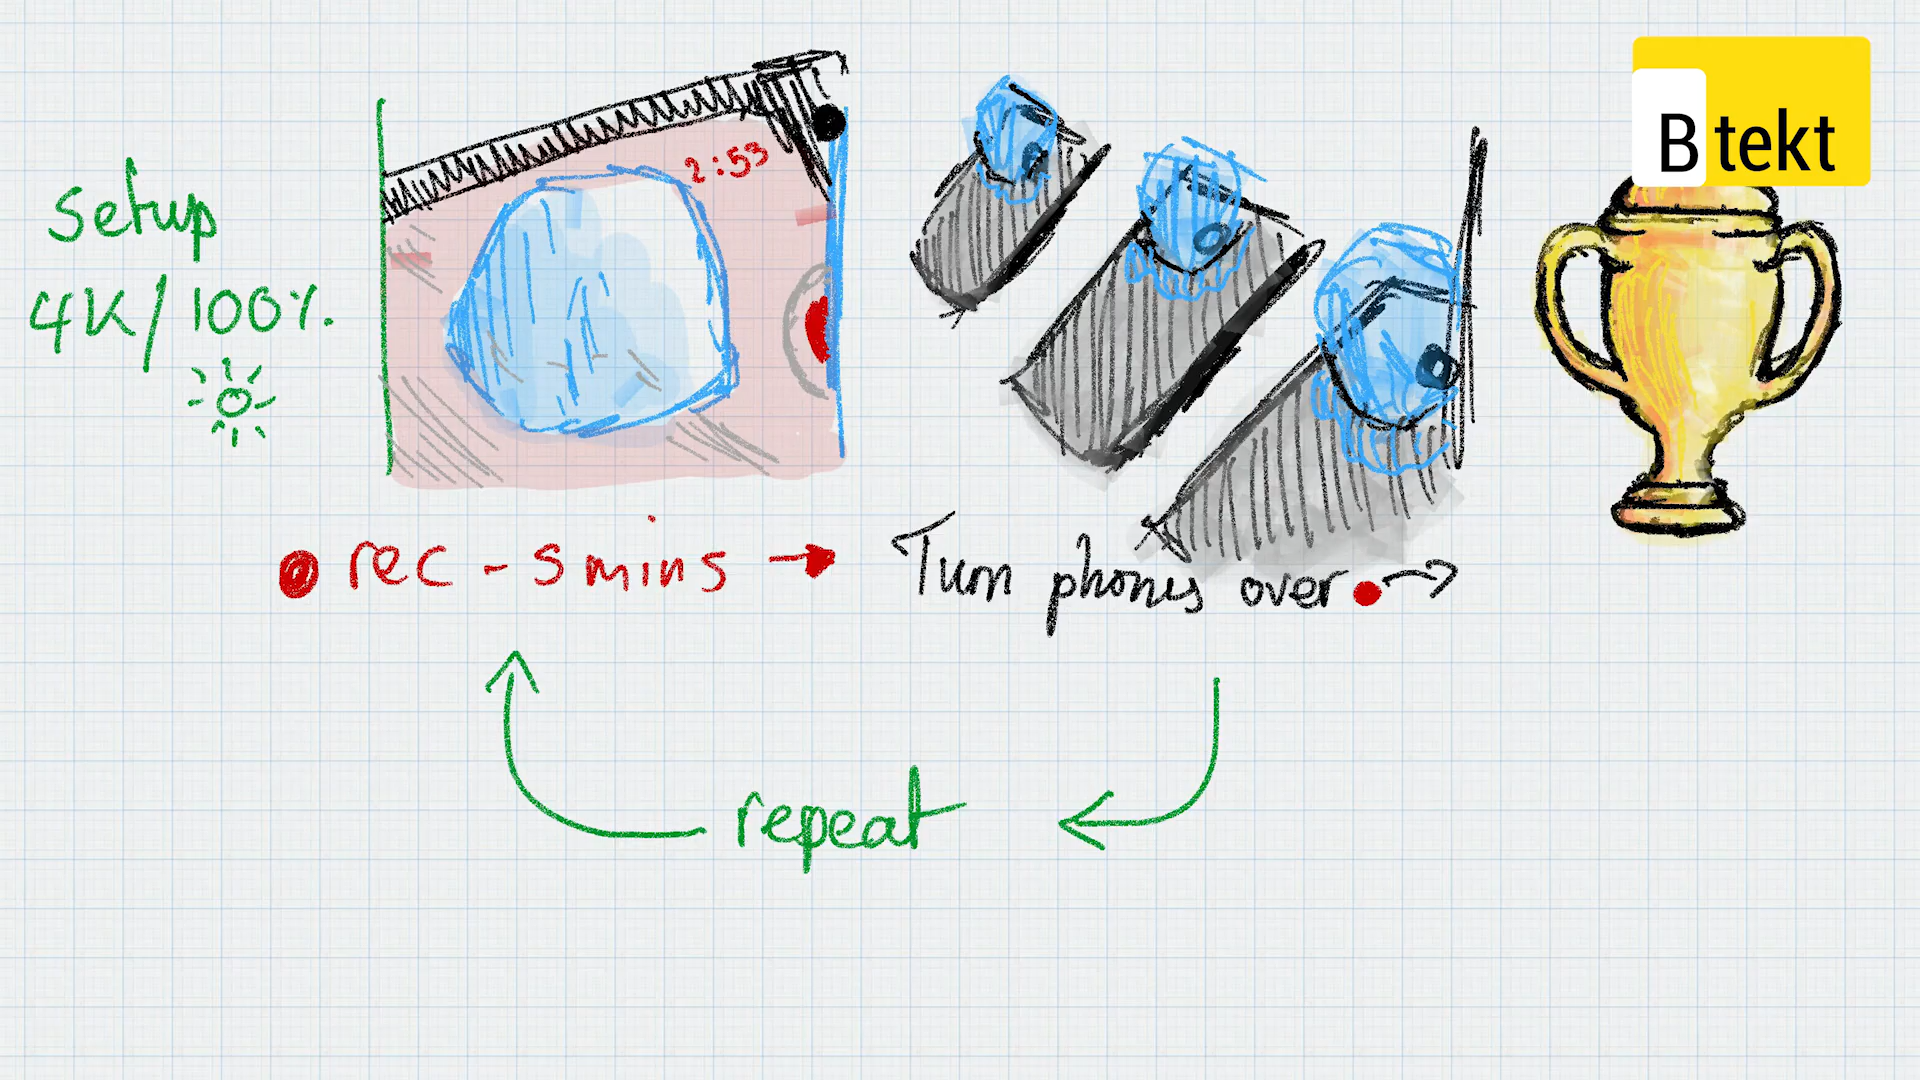 Btekt
setup
4K/100%
2:53
rec - 5 mins
Turn phones over
repeat